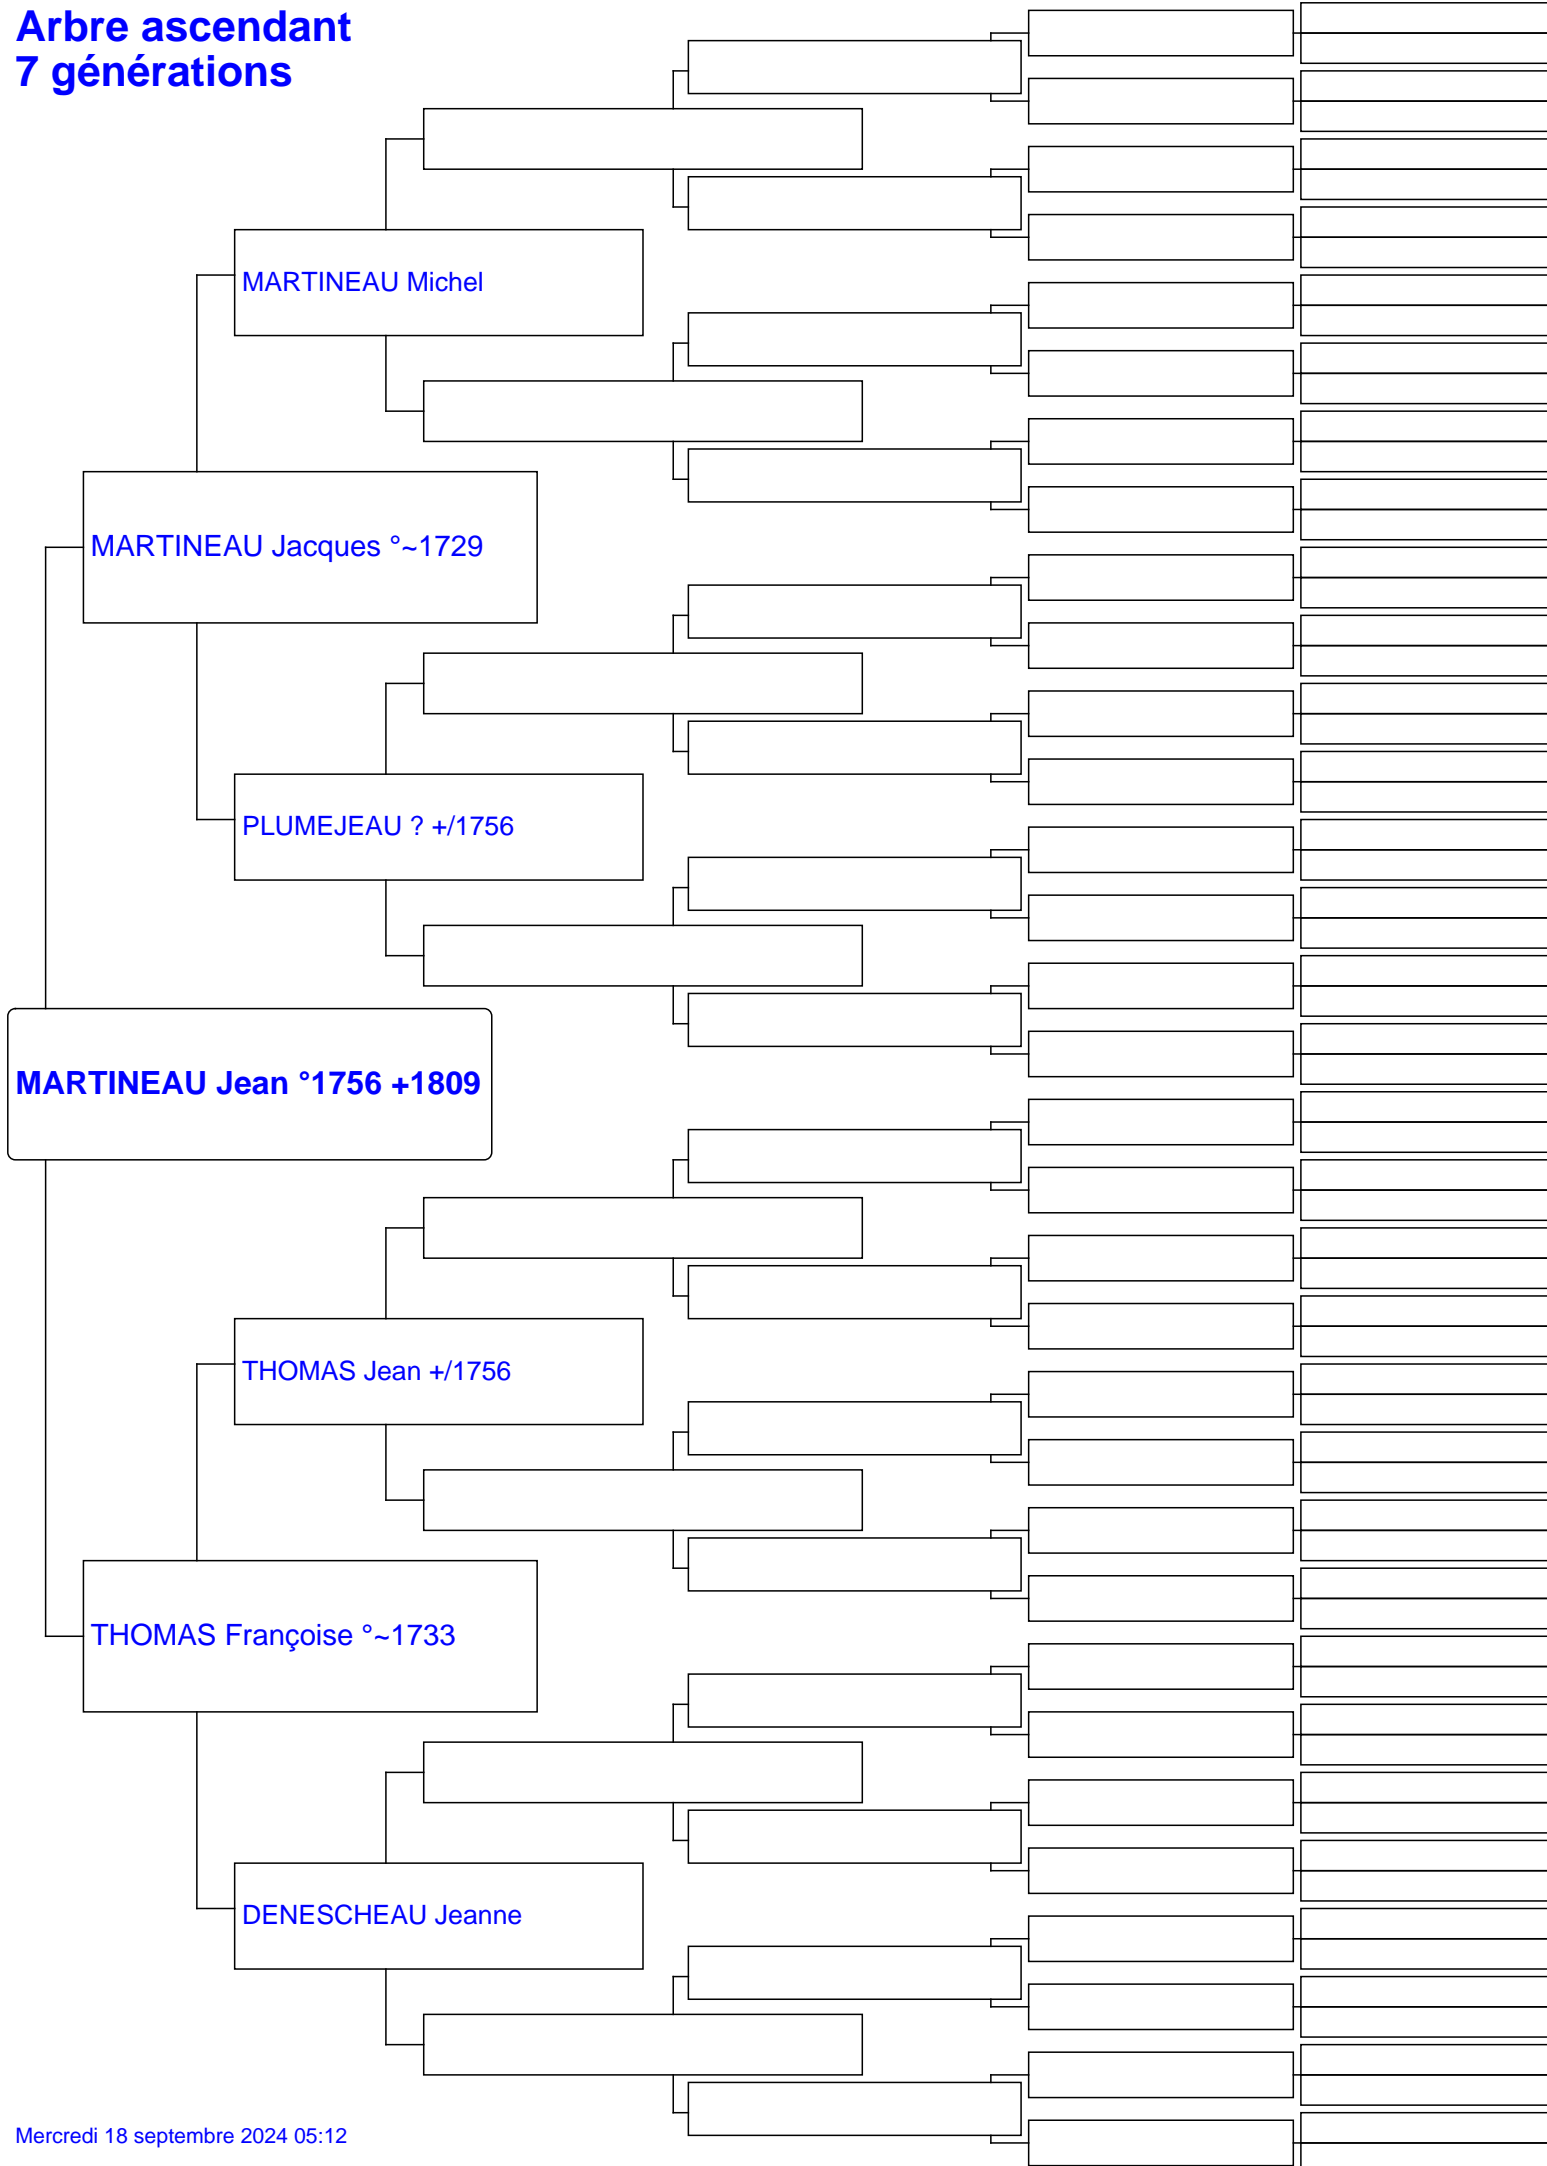 Arbre ascendant
7 générations
MARTINEAU Michel
MARTINEAU Jacques °~1729
PLUMEJEAU ? +/1756
MARTINEAU Jean °1756 +1809
THOMAS Jean +/1756
THOMAS Françoise °~1733
DENESCHEAU Jeanne
Mercredi 18 septembre 2024 05:12